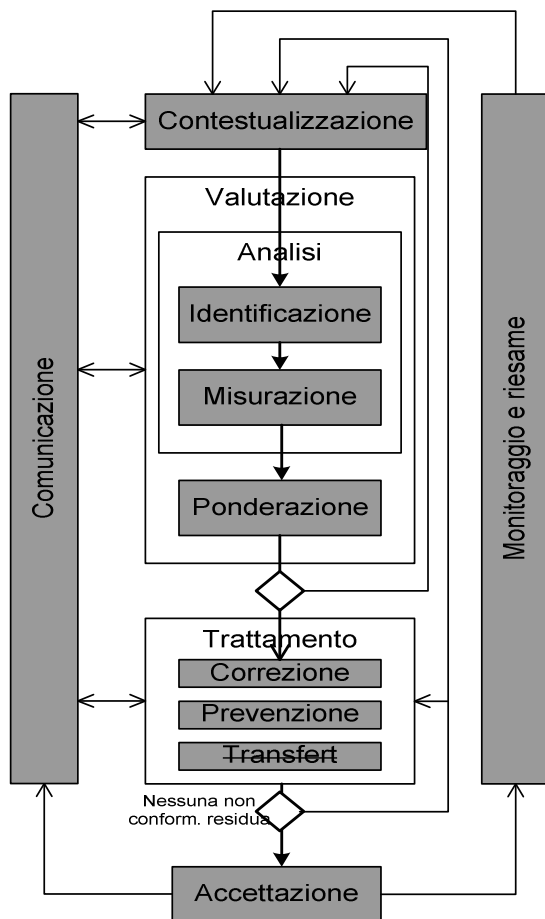 Contestualizzazione
Valutazione
Analisi
Identificazione
Misurazione
Ponderazione
Comunicazione
Monitoraggio e riesame
Trattamento
Correzione
Prevenzione
Transfert
Nessuna non
conform. residua
Accettazione